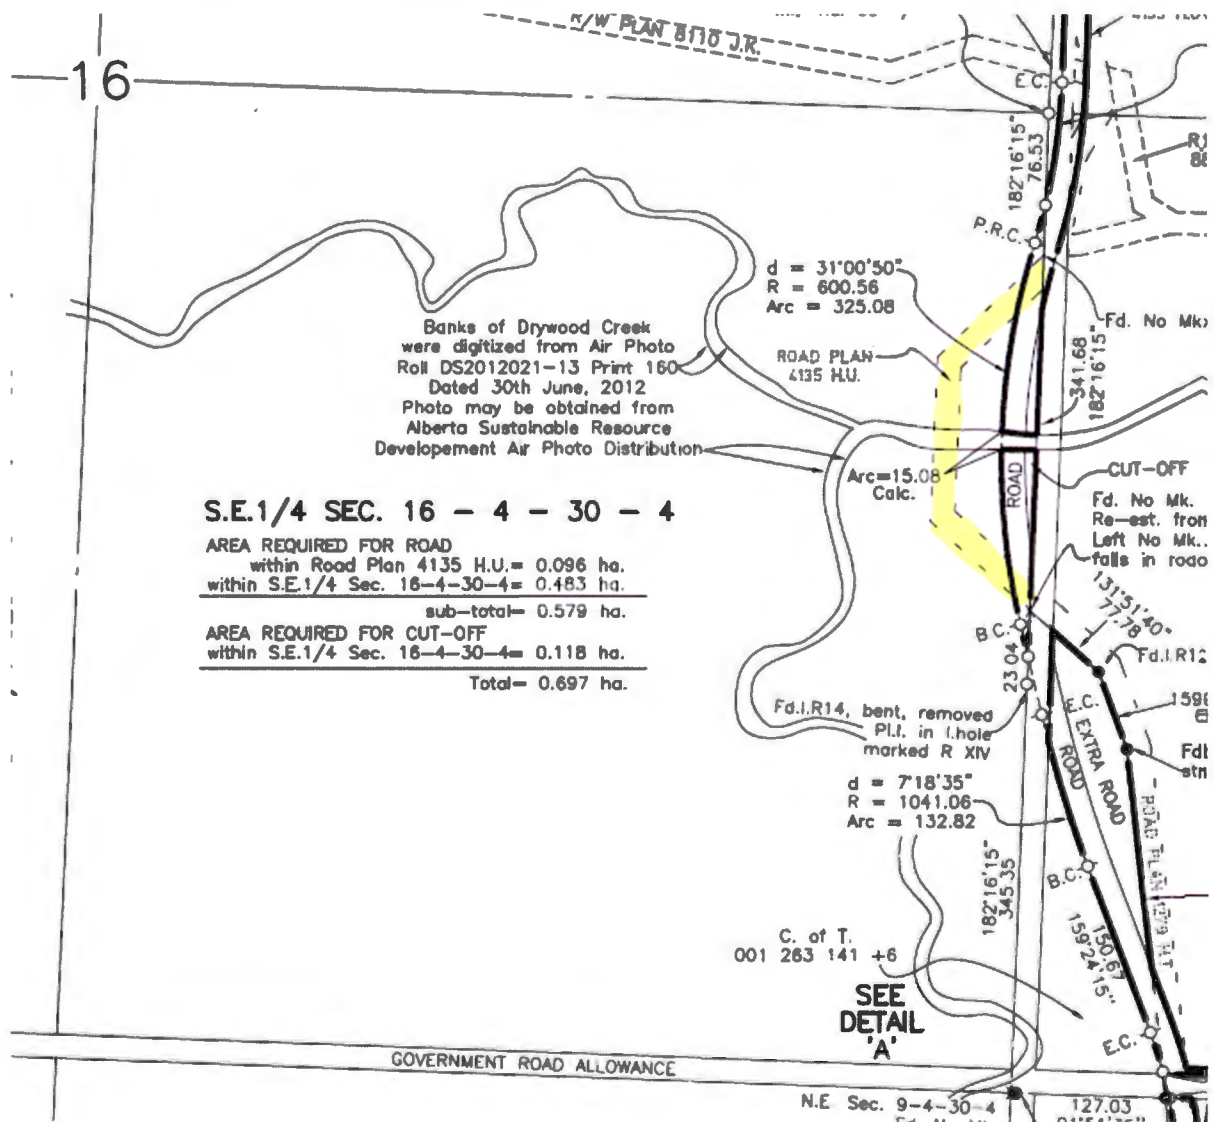 R/W PLAN 8110 J.R.
16
E.C.
182°16'15"
76.53
P.R.C.
d = 31°00'50"
R = 600.56
Arc = 325.08
Fd. No Mk.
Banks of Drywood Creek
were digitized from Air Photo
Roll DS2012021-13 Print 160
Dated 30th June, 2012
Photo may be obtained from
Alberta Sustainable Resource
Developement Air Photo Distribution
ROAD PLAN
4135 H.U.
341.68
182°16'15"
Arc=15.08
Calc.
ROAD
CUT-OFF
Fd. No Mk.
Re-est. from
Left No Mk..
falls in road
S.E.1/4 SEC. 16 - 4 - 30 - 4
AREA REQUIRED FOR ROAD
within Road Plan 4135 H.U.= 0.096 ha.
within S.E.1/4 Sec. 16-4-30-4= 0.483 ha.
sub-total= 0.579 ha.
AREA REQUIRED FOR CUT-OFF
within S.E.1/4 Sec. 16-4-30-4= 0.118 ha.
Total= 0.697 ha.
131°51'40"
77.78
B.C.
23.04
Fd.I.R12
E.C.
EXTRA ROAD
ROAD
Fd.I.R14, bent, removed
Pl.I. in I.hole
marked R XIV
d = 7°18'35"
R = 1041.06
Arc = 132.82
182°16'15"
345.35
B.C.
ROAD PLAN
150.67
159°24'15"
C. of T.
001 263 141 +6
SEE
DETAIL
'A'
E.C.
GOVERNMENT ROAD ALLOWANCE
N.E Sec. 9-4-30-4
127.03